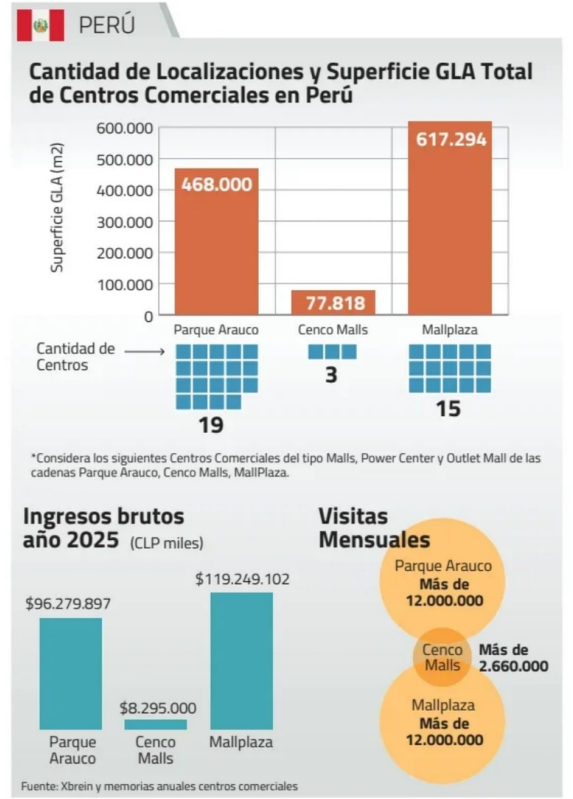 PERÚ
Cantidad de Localizaciones y Superficie GLA Total
de Centros Comerciales en Perú
Superficie GLA (m2)
600.000
500.000
400.000
300.000
200.000
100.000
0
468.000
77.818
617.294
Parque Arauco
Cenco Malls
Mallplaza
Cantidad de
Centros
19
3
15
*Considera los siguientes Centros Comerciales del tipo Malls, Power Center y Outlet Mall de las
cadenas Parque Arauco, Cenco Malls, MallPlaza.
Ingresos brutos
año 2025 (CLP miles)
$96.279.897
$8.295.000
$119.249.102
Parque
Arauco
Cenco
Malls
Mallplaza
Visitas
Mensuales
Parque Arauco
Más de
12.000.000
Cenco
Malls
Más de
2.660.000
Mallplaza
Más de
12.000.000
Fuente: Xbrein y memorias anuales centros comerciales